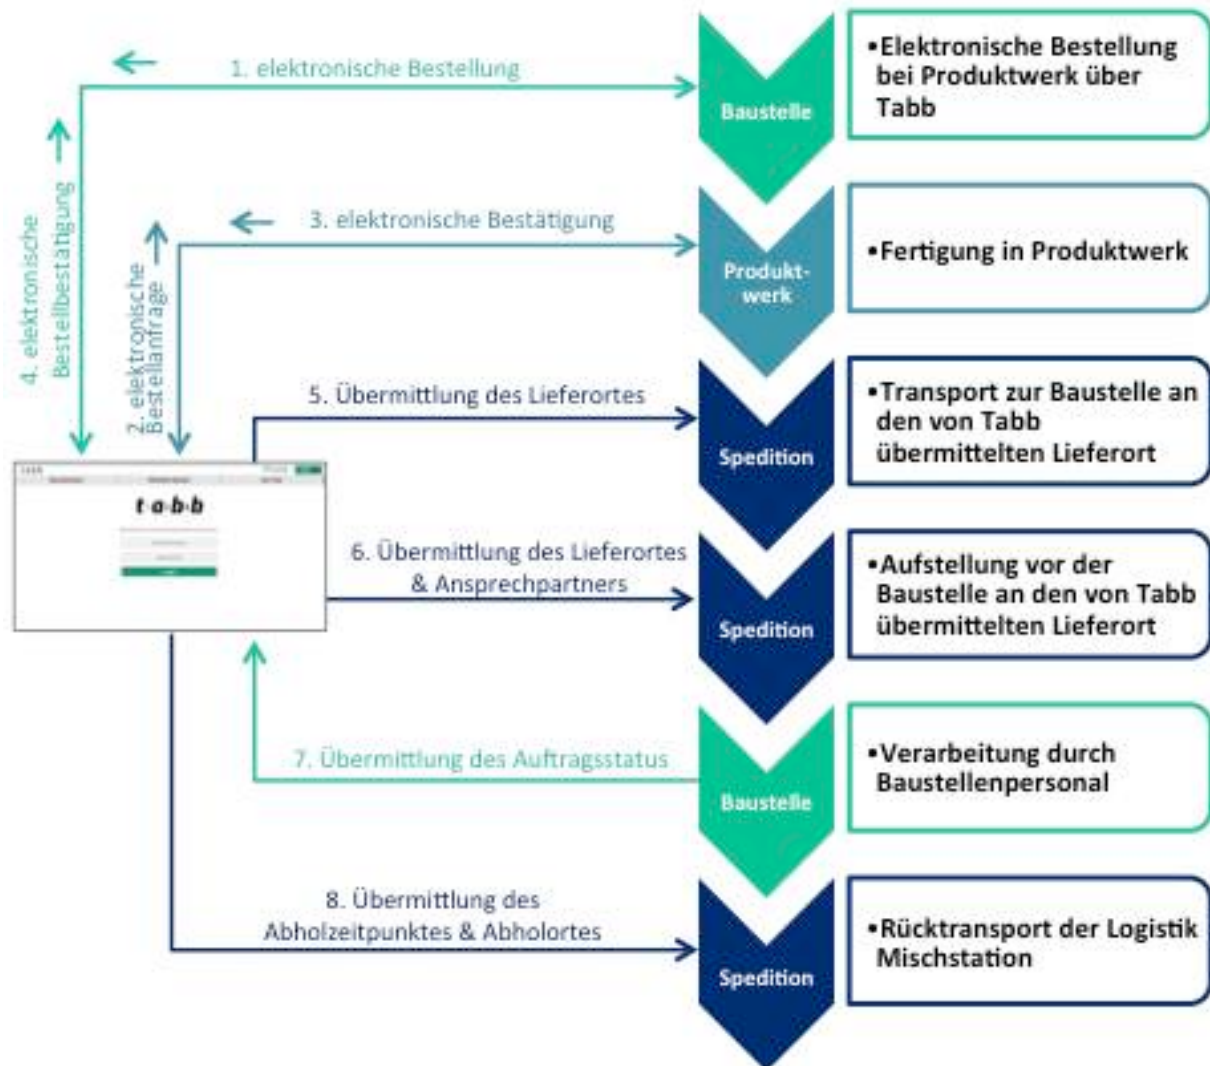 1. elektronische Bestellung
Baustelle
•Elektronische Bestellung
bei Produktwerk über
Tabb
4. elektronische
Bestellbestätigung
2. elektronische
Bestellanfrage
3. elektronische Bestätigung
Produkt-
werk
•Fertigung in Produktwerk
5. Übermittlung des Lieferortes
Spedition
•Transport zur Baustelle an
den von Tabb
übermittelten Lieferort
t·a·b·b
6. Übermittlung des Lieferortes
& Ansprechpartners
Spedition
•Aufstellung vor der
Baustelle an den von Tabb
übermittelten Lieferort
7. Übermittlung des Auftragsstatus
Baustelle
•Verarbeitung durch
Baustellenpersonal
8. Übermittlung des
Abholzeitpunktes & Abholortes
Spedition
•Rücktransport der Logistik
Mischstation